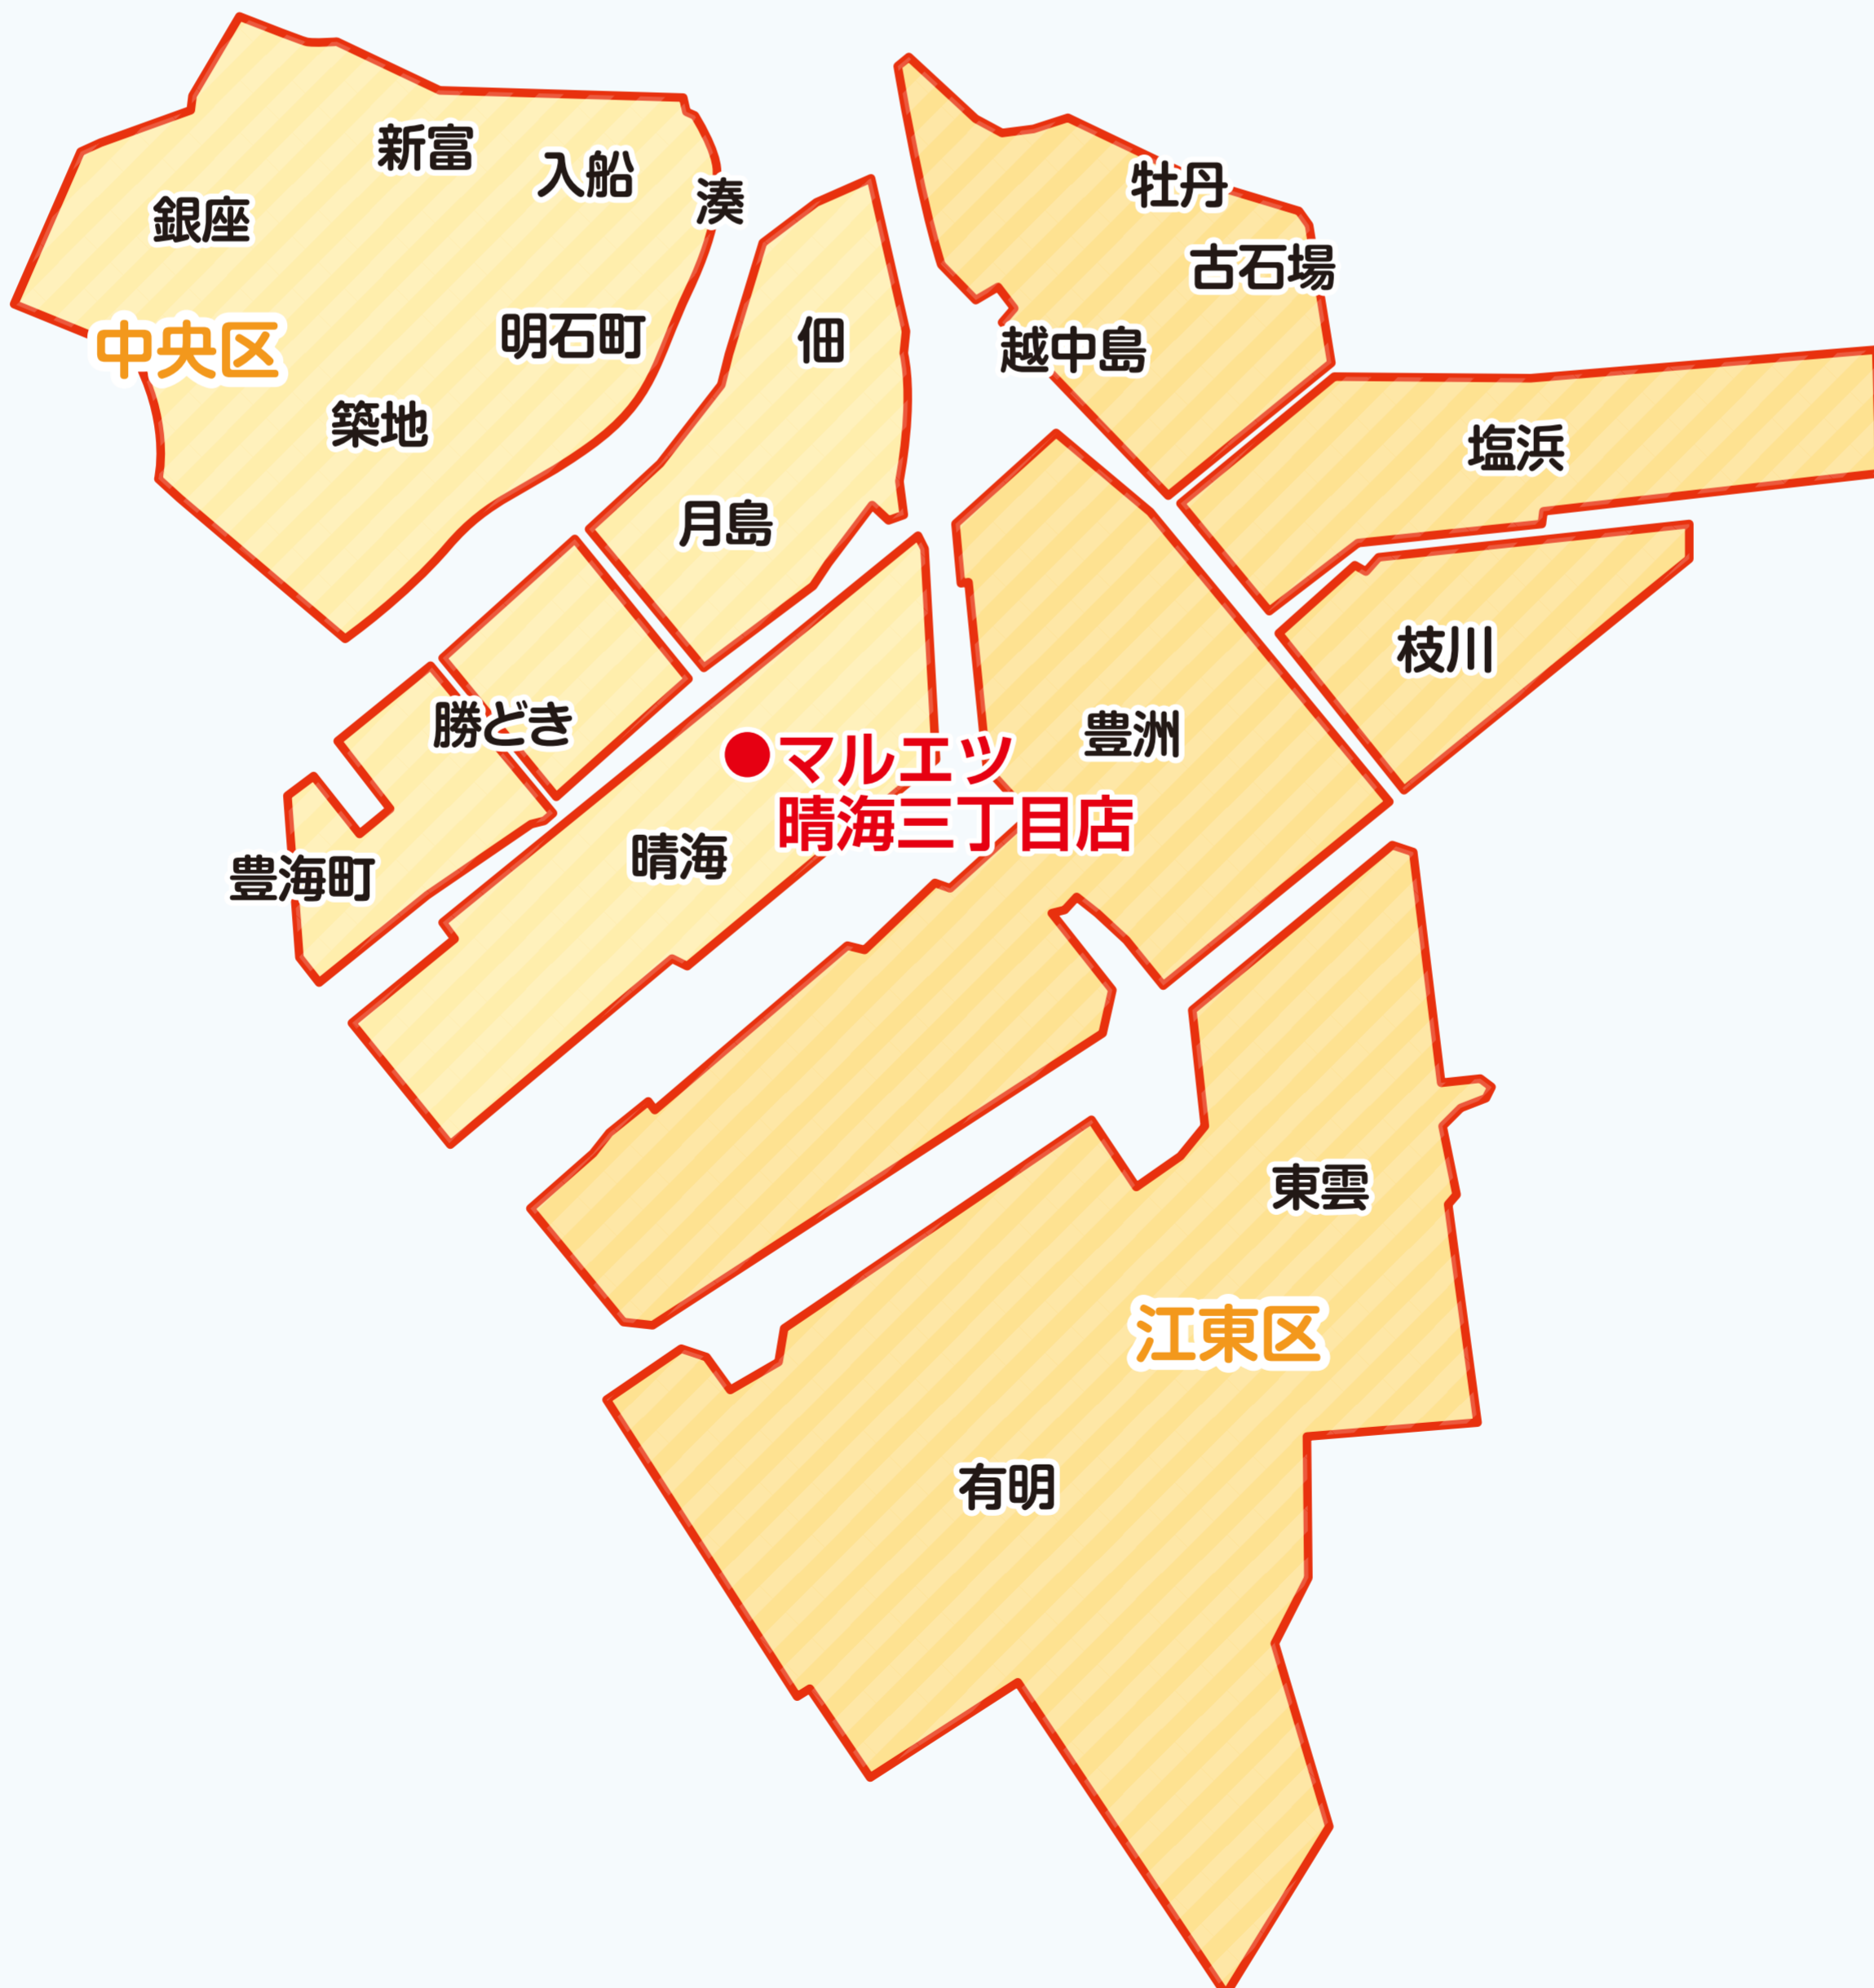 新富
入船
牡丹
湊
銀座
古石場
明石町
佃
中央区
越中島
築地
塩浜
月島
枝川
勝どき
豊洲
マルエツ
晴海三丁目店
晴海
豊海町
東雲
江東区
有明